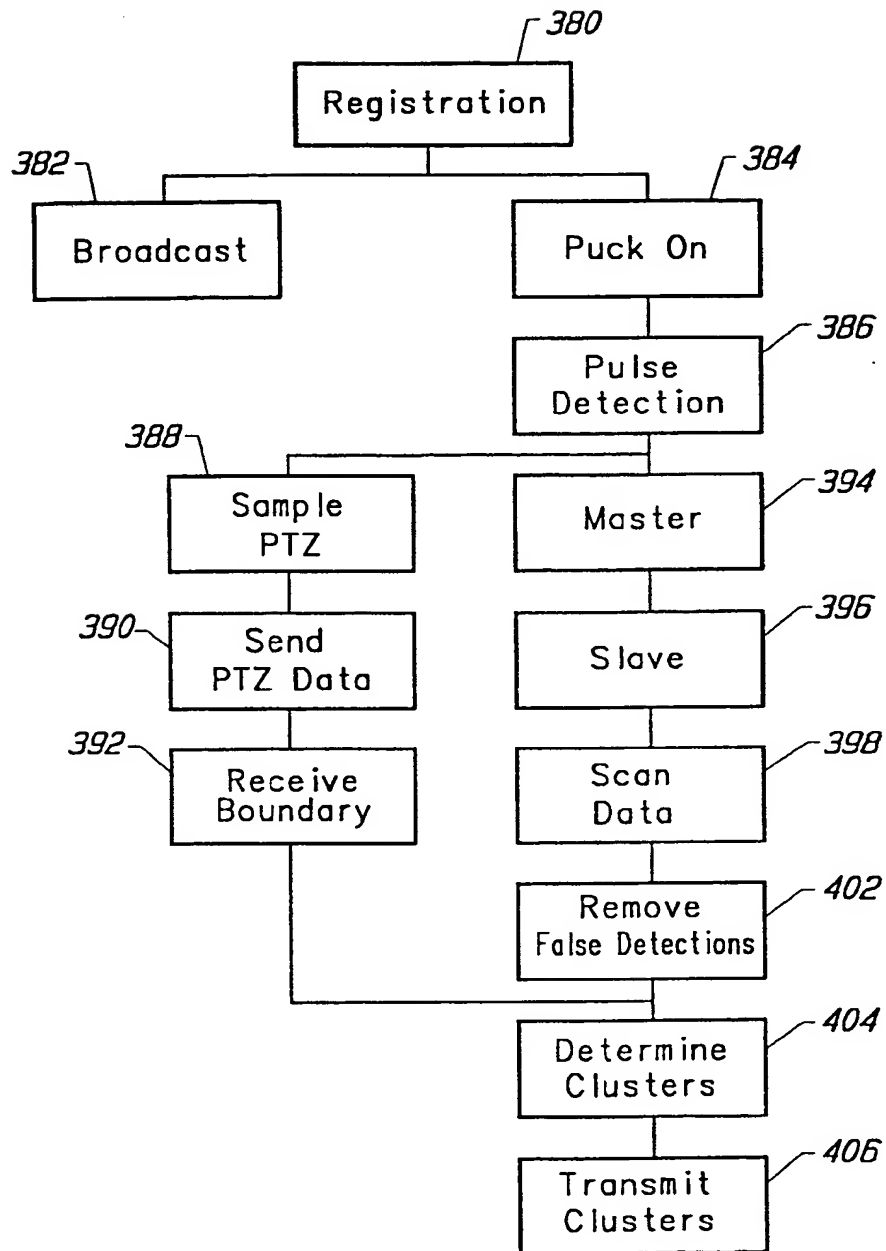 380
Registration
382
384
Broadcast
Puck On
386
Pulse
Detection
388
394
Sample
PTZ
Master
390
396
Send
PTZ Data
Slave
392
398
Receive
Boundary
Scan
Data
402
Remove
False Detections
404
Determine
Clusters
406
Transmit
Clusters